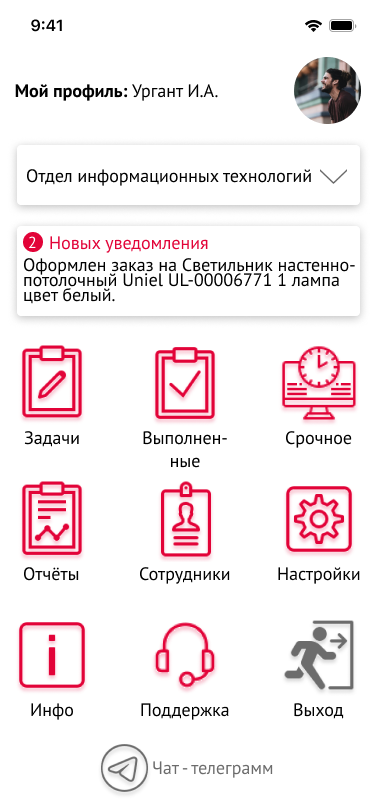 9:41
Мой профиль: Ургант И.А.
Отдел информационных технологий
2 Новых уведомления
Оформлен заказ на Светильник настенно-
потолочный Uniel UL-00006771 1 лампа
цвет белый.
Задачи
Выполнен-
ные
Срочное
Отчёты
Сотрудники
Настройки
Инфо
Поддержка
Выход
Чат - телеграмм